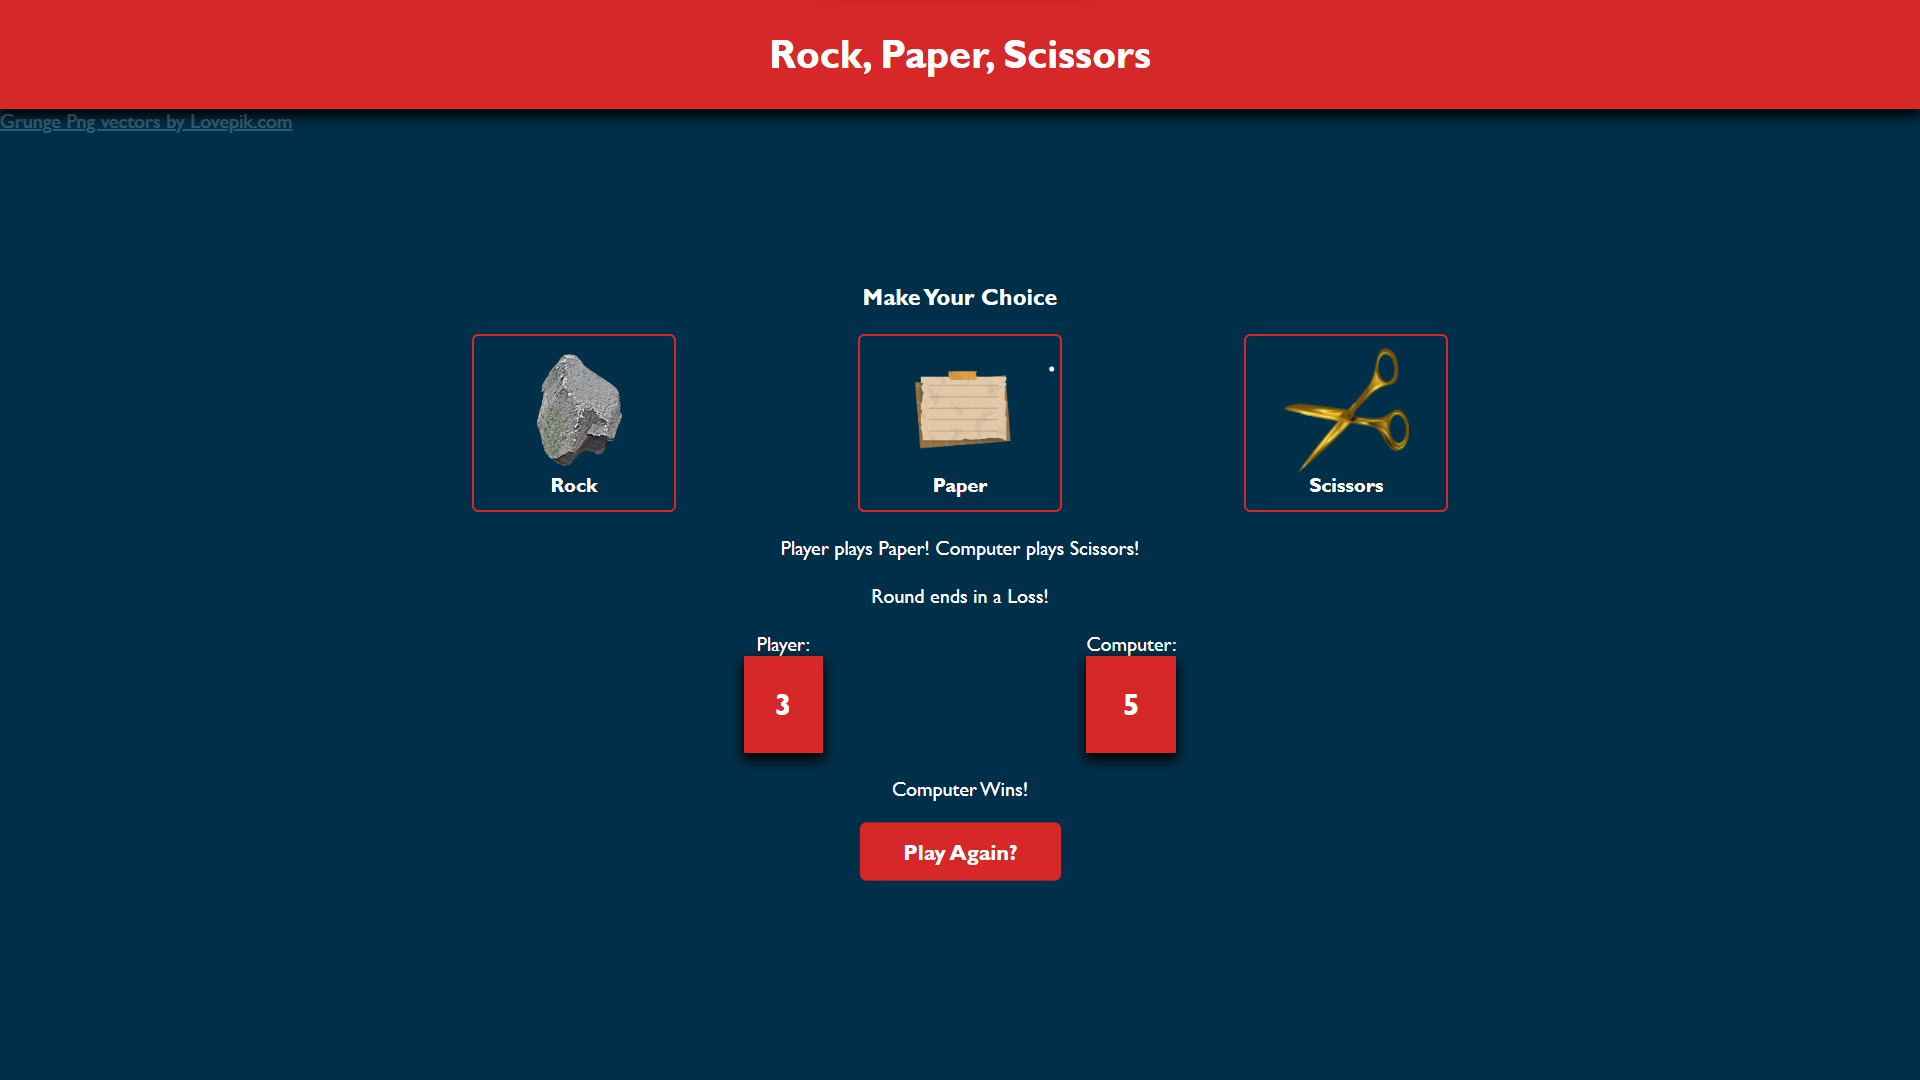 Rock, Paper, Scissors
Grunge Png vectors by Lovepik.com
Make Your Choice
Rock
Paper
Scissors
Player plays Paper! Computer plays Scissors!
Round ends in a Loss!
Player:
Computer:
3
5
Computer Wins!
Play Again?